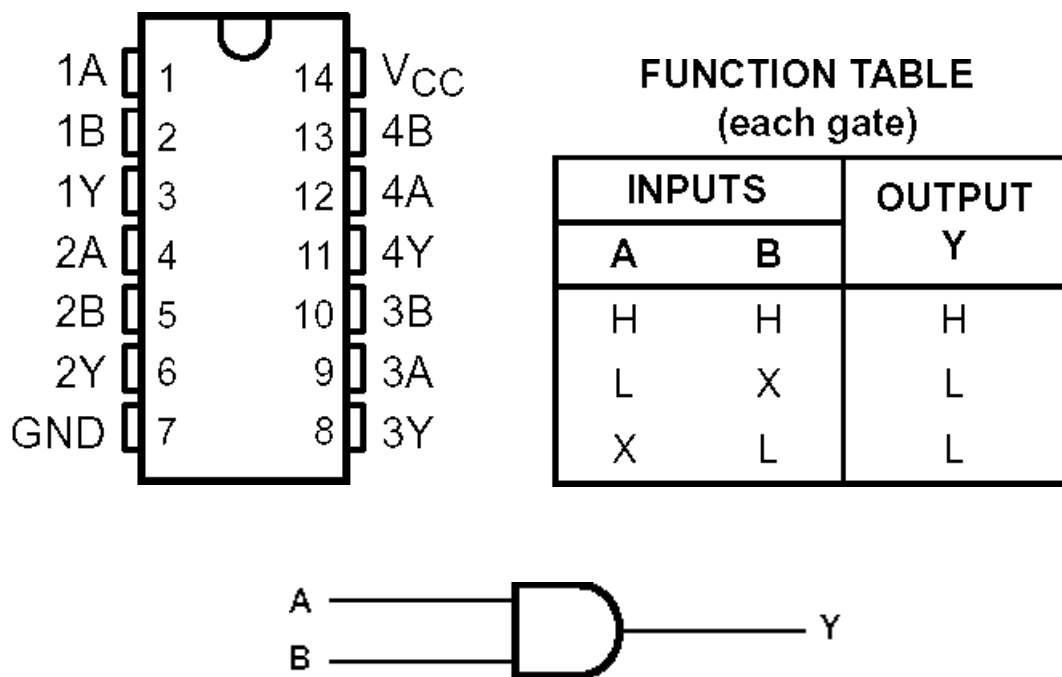 1A 1 14 VCC
1B 2 13 4B
1Y 3 12 4A
2A 4 11 4Y
2B 5 10 3B
2Y 6 9 3A
GND 7 8 3Y
FUNCTION TABLE
(each gate)
INPUTS OUTPUT
A B Y
H H H
L X L
X L L
A
B
Y